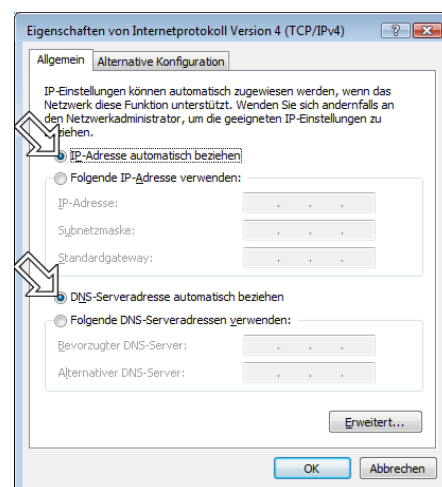 Eigenschaften von Internetprotokoll Version 4 (TCP/IPv4)
Allgemein Alternative Konfiguration
IP-Einstellungen können automatisch zugewiesen werden, wenn das
Netzwerk diese Funktion unterstützt. Wenden Sie sich andernfalls an
den Netzwerkadministrator, um die geeigneten IP-Einstellungen zu
beziehen.
IP-Adresse automatisch beziehen
Folgende IP-Adresse verwenden:
IP-Adresse:
Subnetzmaske:
Standardgateway:
DNS-Serveradresse automatisch beziehen
Folgende DNS-Serveradressen verwenden:
Bevorzugter DNS-Server:
Alternativer DNS-Server:
Erweitert...
OK Abbrechen